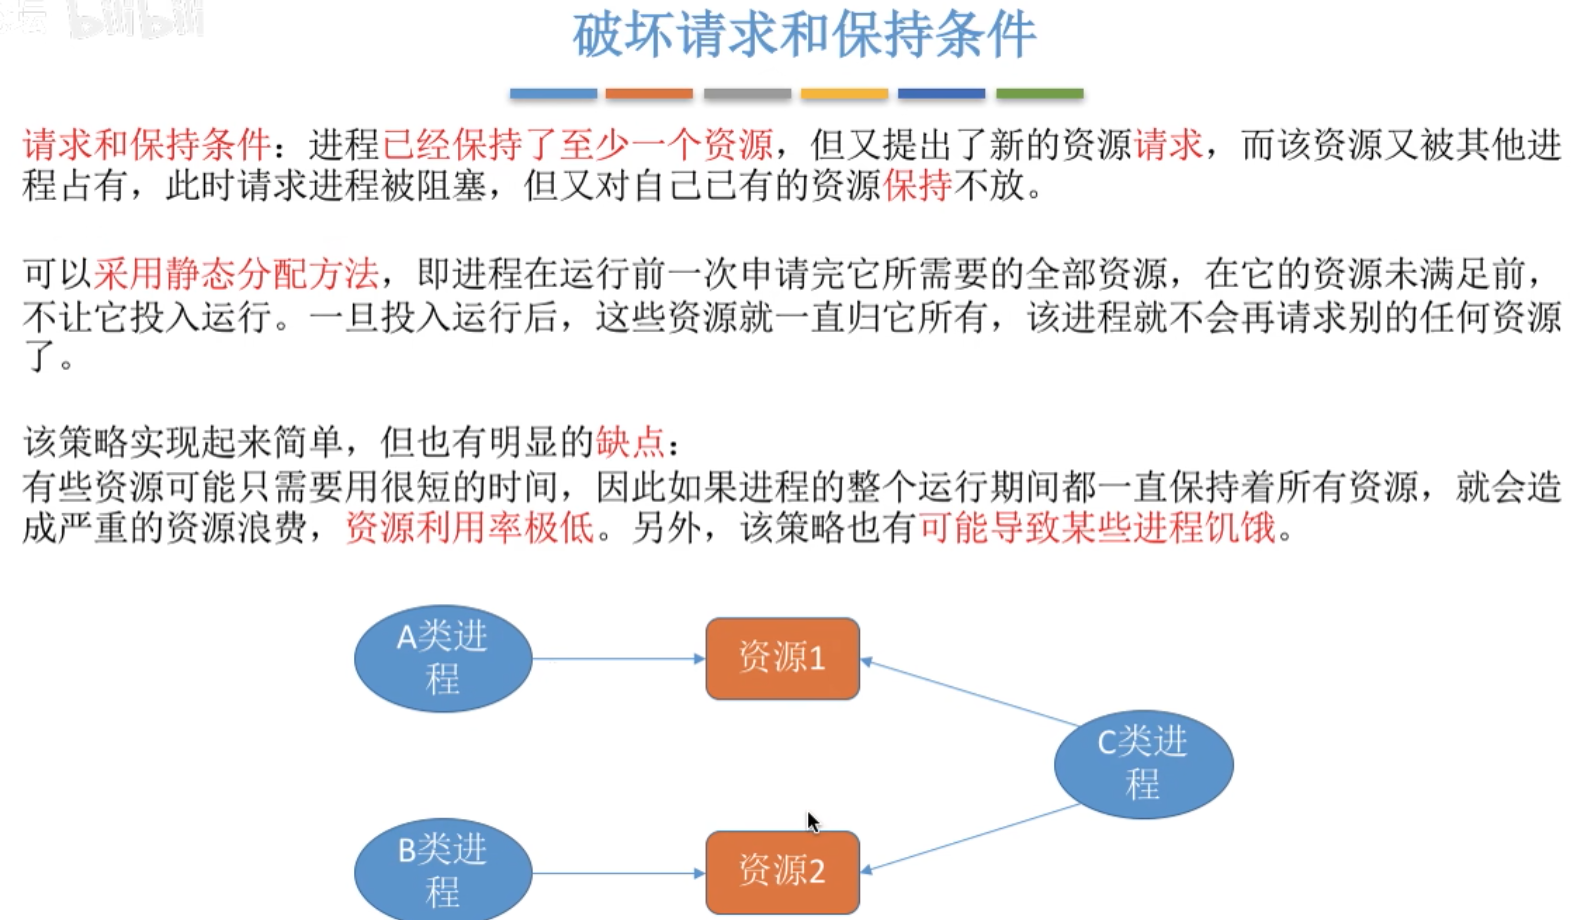 bilibili
破坏请求和保持条件
请求和保持条件：进程已经保持了至少一个资源，但又提出了新的资源请求，而该资源又被其他进
程占有，此时请求进程被阻塞，但又对自己已有的资源保持不放。
可以采用静态分配方法，即进程在运行前一次申请完它所需要的全部资源，在它的资源未满足前，
不让它投入运行。一旦投入运行后，这些资源就一直归它所有，该进程就不会再请求别的任何资源
了。
该策略实现起来简单，但也有明显的缺点：
有些资源可能只需要用很短的时间，因此如果进程的整个运行期间都一直保持着所有资源，就会造
成严重的资源浪费，资源利用率极低。另外，该策略也有可能导致某些进程饥饿。
A类进
程
资源1
C类进
程
B类进
程
资源2